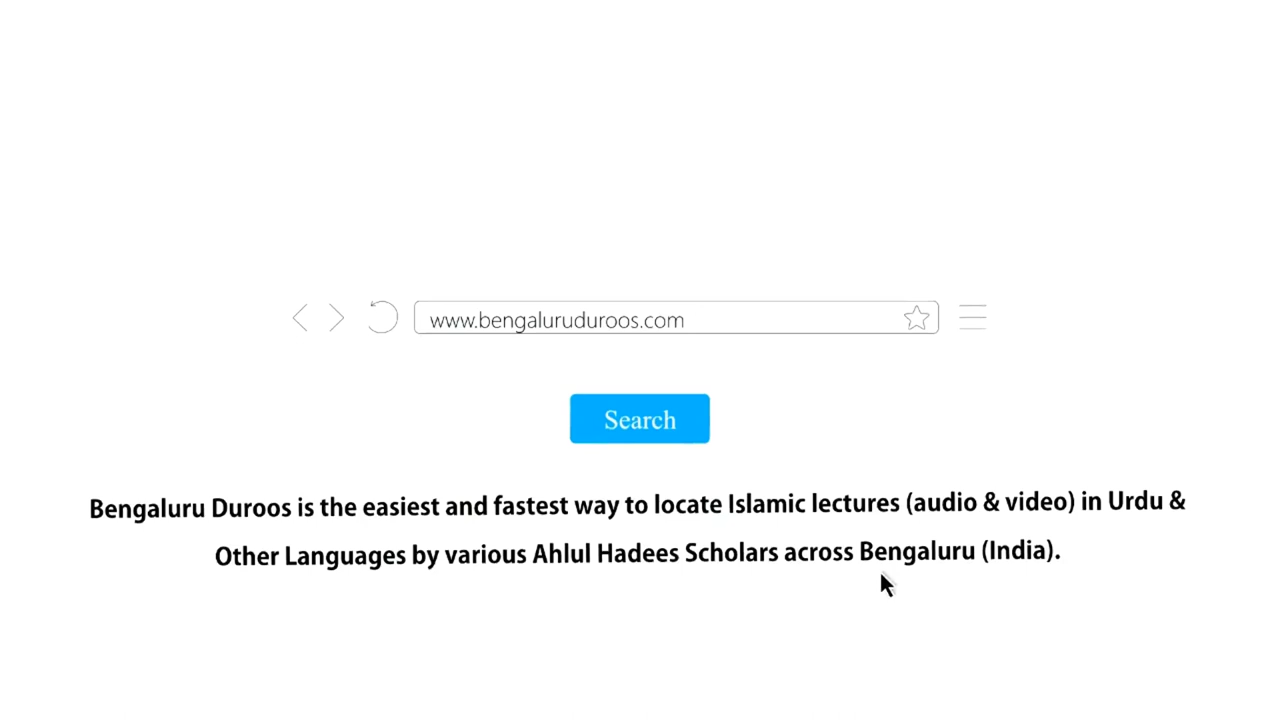 www.bengaluruduroos.com
Search
Bengaluru Duroos is the easiest and fastest way to locate Islamic lectures (audio & video) in Urdu &
Other Languages by various Ahlul Hadees Scholars across Bengaluru (India).